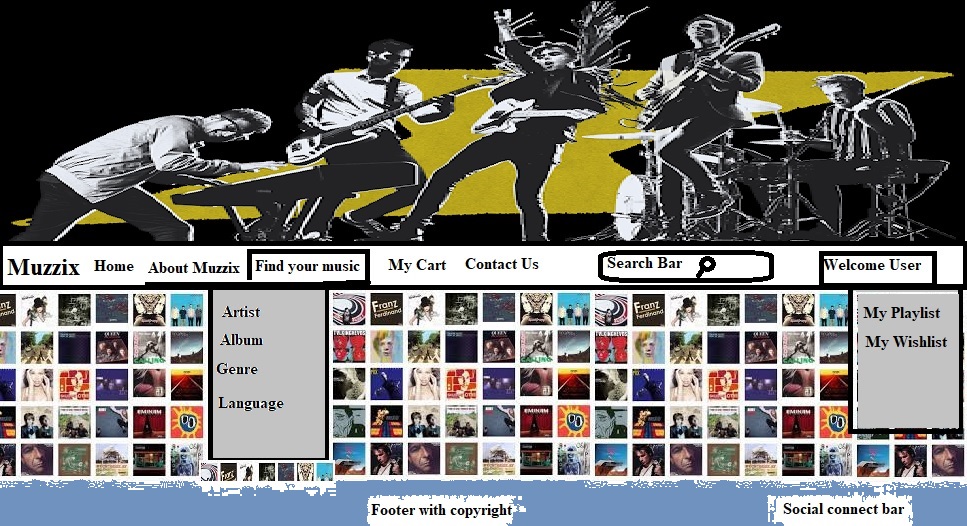 Muzzix Home About Muzzix Find your music My Cart Contact Us Search Bar Welcome User
Artist
Album
Genre
Language
My Playlist
My Wishlist
Franz
Ferdinand
QUEEN
CALLING
EMINEM
Footer with copyright
Social connect bar